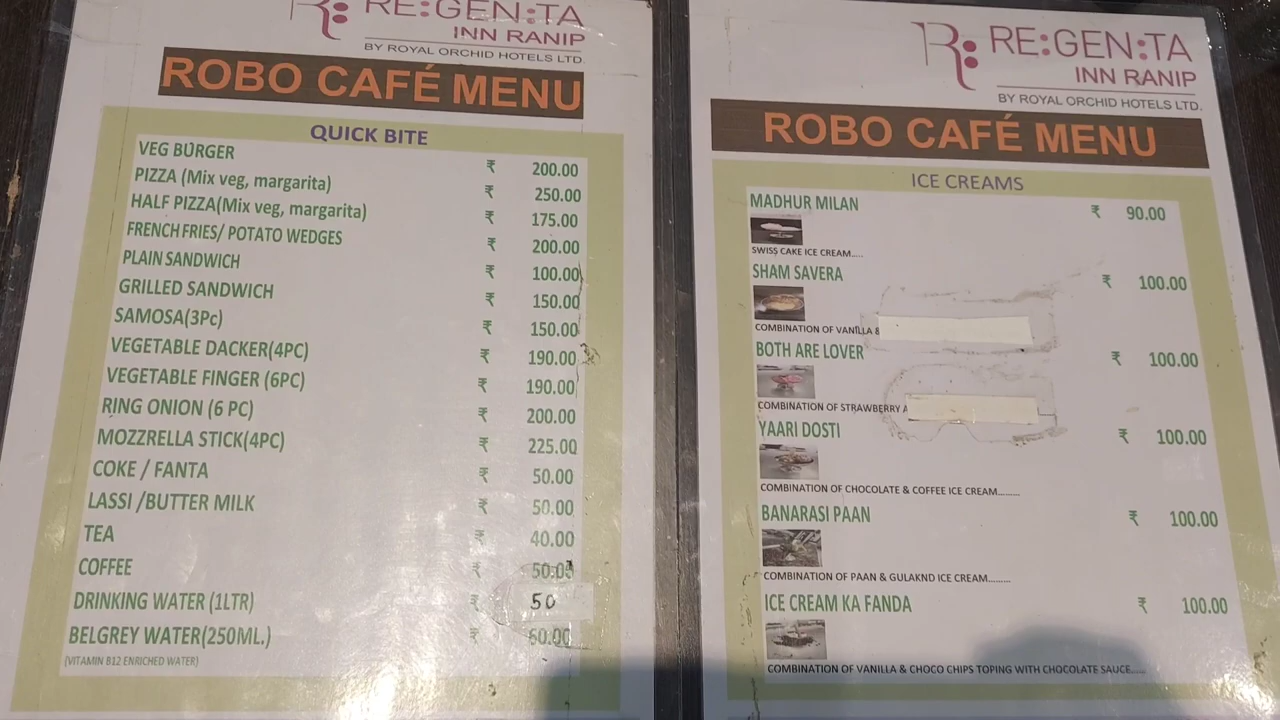 RE:GEN:TA
INN RANIP
BY ROYAL ORCHID HOTELS LTD.
ROBO CAFÉ MENU
QUICK BITE
VEG BURGER ₹ 200.00
PIZZA (Mix veg, margarita) ₹ 250.00
HALF PIZZA(Mix veg, margarita) ₹ 175.00
FRENCH FRIES/ POTATO WEDGES ₹ 200.00
PLAIN SANDWICH ₹ 100.00
GRILLED SANDWICH ₹ 150.00
SAMOSA(3Pc) ₹ 150.00
VEGETABLE DACKER(4PC) ₹ 190.00
VEGETABLE FINGER (6PC) ₹ 190.00
RING ONION (6 PC) ₹ 200.00
MOZZRELLA STICK(4PC) ₹ 225.00
COKE / FANTA ₹ 50.00
LASSI /BUTTER MILK ₹ 50.00
TEA ₹ 40.00
COFFEE ₹ 50.00
DRINKING WATER (1LTR) ₹ 50
BELGREY WATER(250ML.) ₹ 60.00
(VITAMIN B12 ENRICHED WATER)
RE:GEN:TA
INN RANIP
BY ROYAL ORCHID HOTELS LTD.
ROBO CAFÉ MENU
ICE CREAMS
MADHUR MILAN ₹ 90.00
SWISS CAKE ICE CREAM.....
SHAM SAVERA ₹ 100.00
COMBINATION OF VANILLA &
BOTH ARE LOVER ₹ 100.00
COMBINATION OF STRAWBERRY A
YAARI DOSTI ₹ 100.00
COMBINATION OF CHOCOLATE & COFFEE ICE CREAM.........
BANARASI PAAN ₹ 100.00
COMBINATION OF PAAN & GULAKND ICE CREAM.........
ICE CREAM KA FANDA ₹ 100.00
COMBINATION OF VANILLA & CHOCO CHIPS TOPING WITH CHOCOLATE SAUCE.....